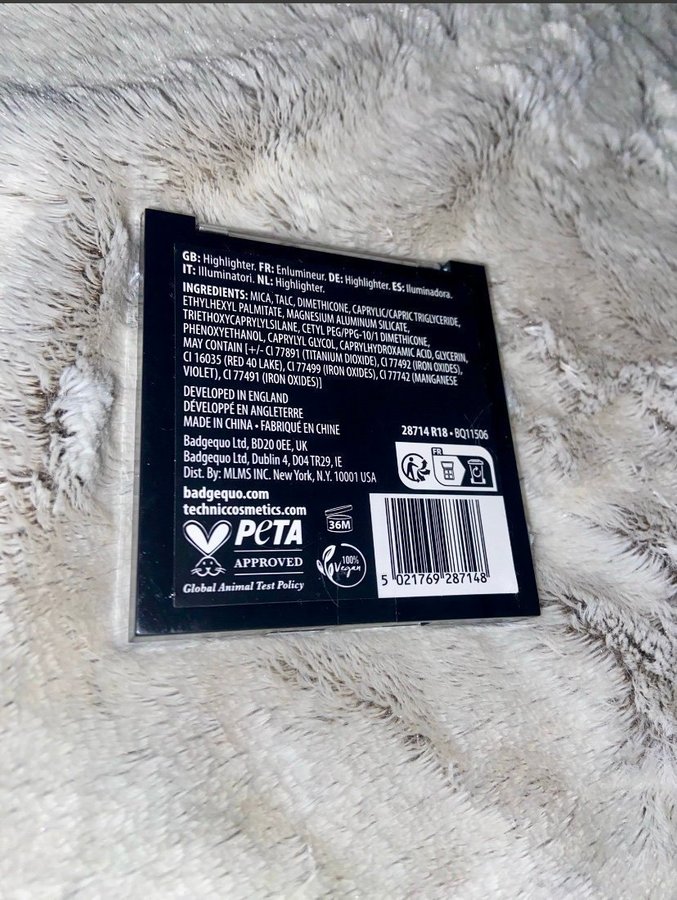 GB: Highlighter. FR: Enlumineur. DE: Highlighter. ES: Iluminadora.
IT: Illuminatori. NL: Highlighter.
INGREDIENTS: MICA, TALC, DIMETHICONE, CAPRYLIC/CAPRIC TRIGLYCERIDE,
ETHYLHEXYL PALMITATE, MAGNESIUM ALUMINUM SILICATE,
TRIETHOXYCAPRYLYLSILANE, CETYL PEG/PPG-10/1 DIMETHICONE,
PHENOXYETHANOL, CAPRYLYL GLYCOL, CAPRYLHYDROXAMIC ACID, GLYCERIN,
MAY CONTAIN [+/- CI 77891 (TITANIUM DIOXIDE), CI 77492 (IRON OXIDES),
CI 16035 (RED 40 LAKE), CI 77499 (IRON OXIDES), CI 77742 (MANGANESE
VIOLET), CI 77491 (IRON OXIDES)]
DEVELOPED IN ENGLAND
DÉVELOPPÉ EN ANGLETERRE
MADE IN CHINA • FABRIQUÉ EN CHINE
Badgequo Ltd, BD20 0EE, UK
Badgequo Ltd, Dublin 4, D04 TR29, IE
Dist. By: MLMS INC. New York, N.Y. 10001 USA
badgequo.com
techniccosmetics.com
PETA
APPROVED
Global Animal Test Policy
36M
100%
Vegan
28714 R18 • BQ11506
FR
5 021769 287148